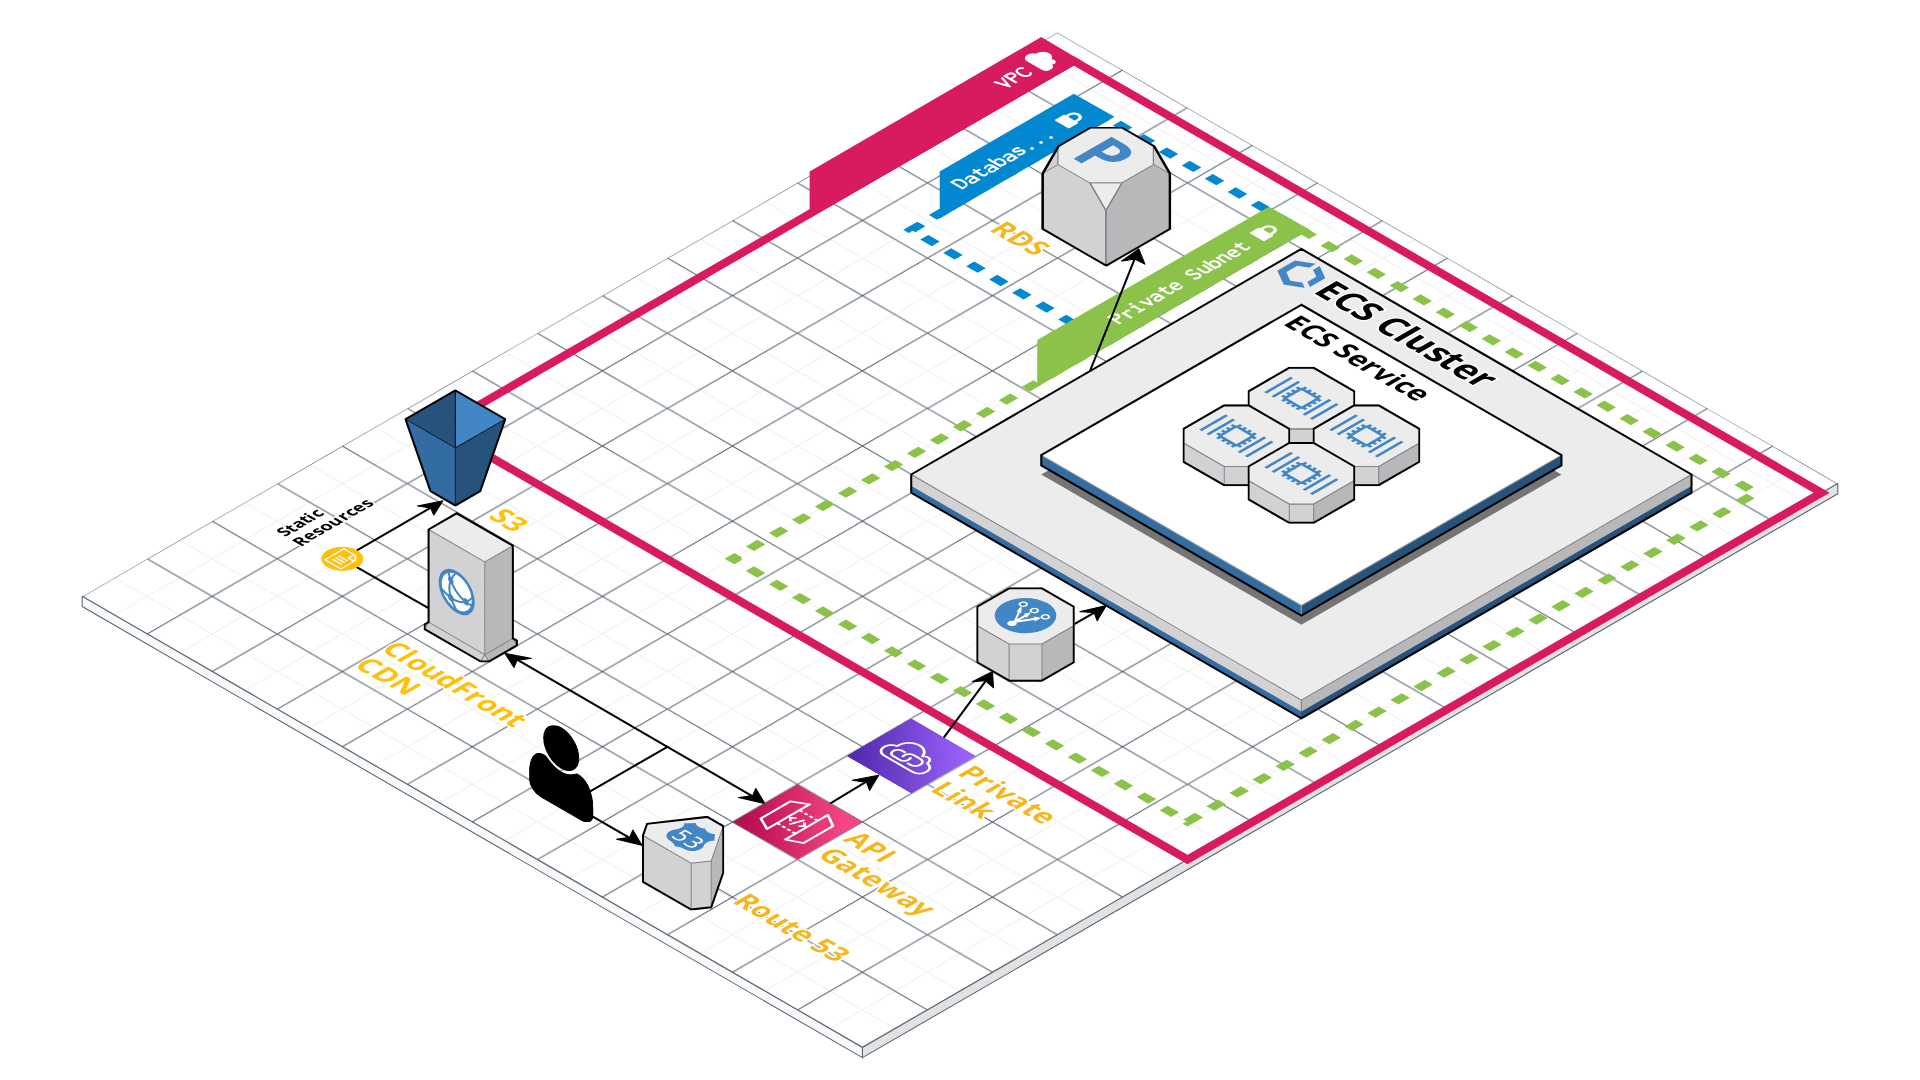 VPC
Databas...
P
RDS
Private Subnet
ECS Cluster
ECS Service
Static
Resources
S3
CloudFront
CDN
Private
Link
</>
API
Gateway
53
Route 53